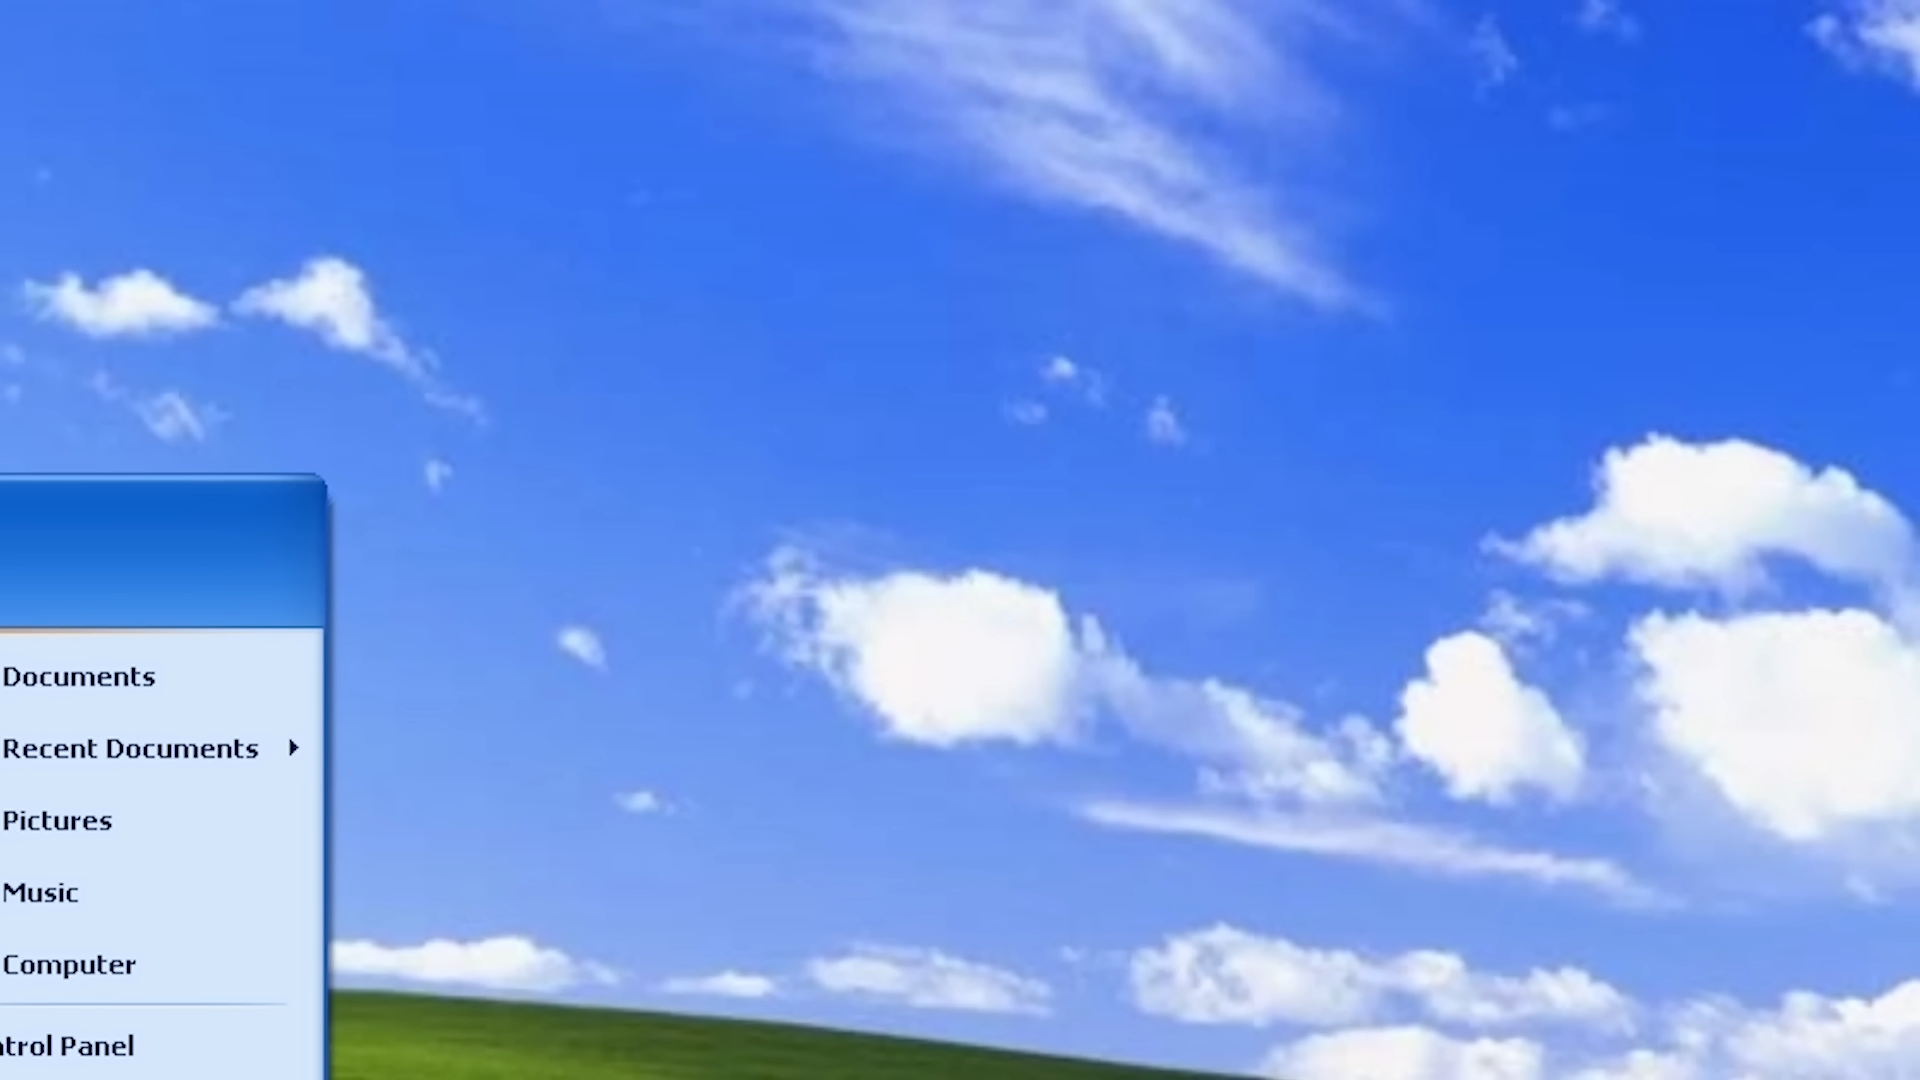 Documents
Recent Documents
Pictures
Music
Computer
ntrol Panel